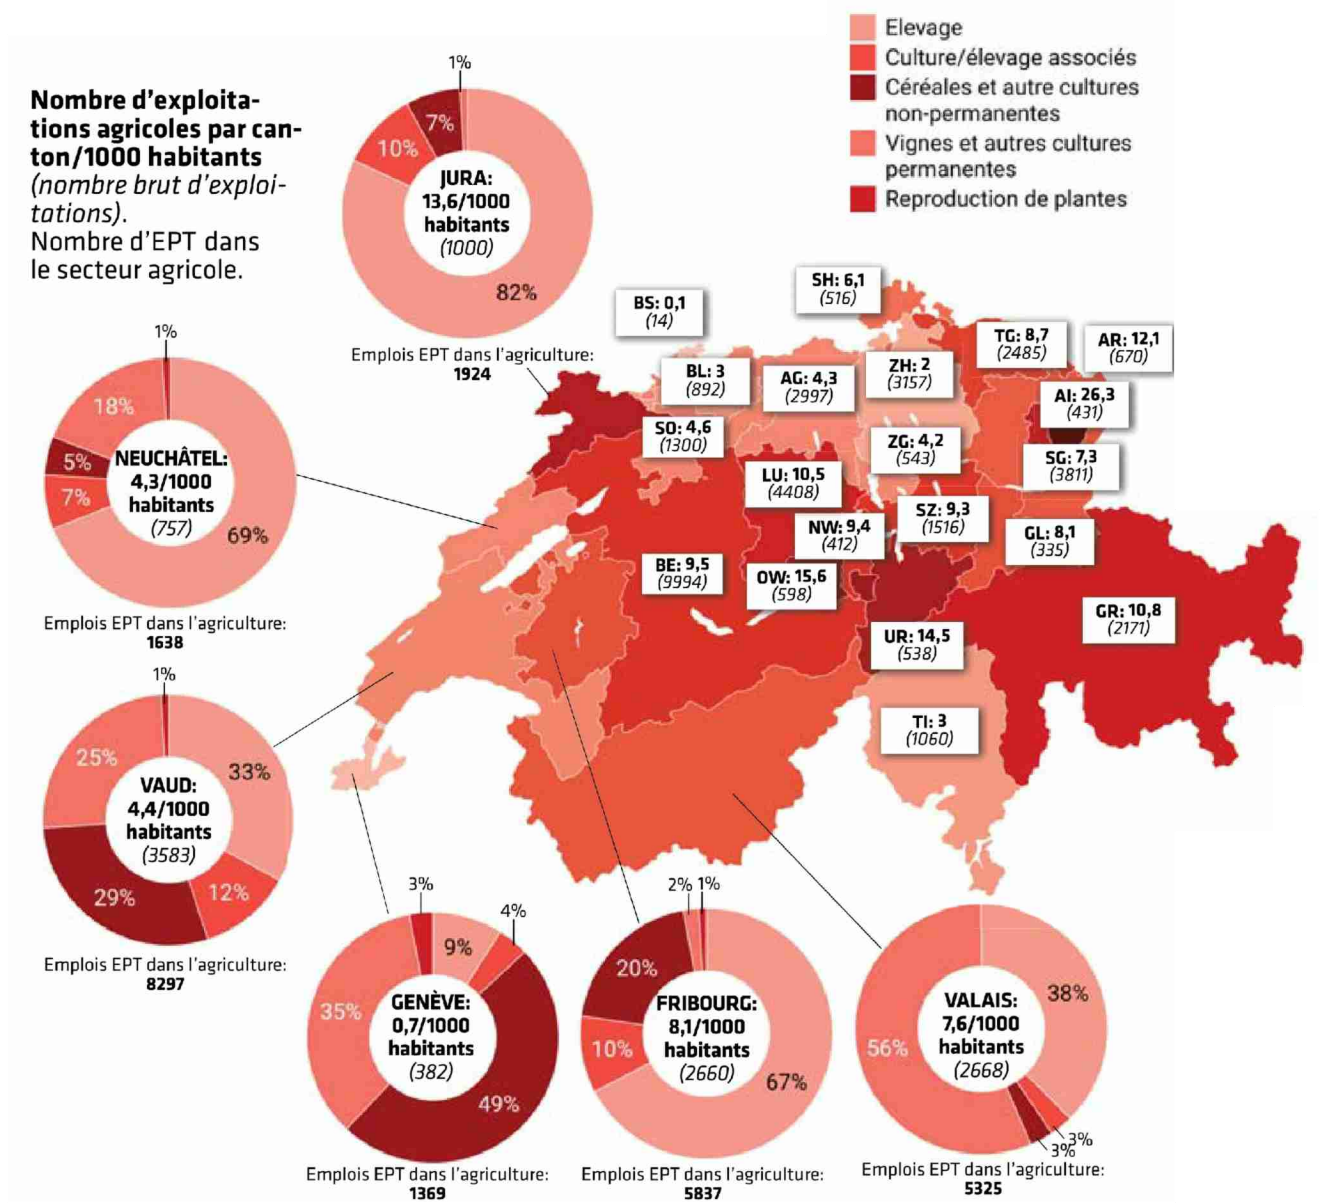 Nombre d'exploita-
tions agricoles par can-
ton/1000 habitants
(nombre brut d'exploi-
tations).
Nombre d'EPT dans
le secteur agricole.
Elevage
Culture/élevage associés
Céréales et autre cultures
non-permanentes
Vignes et autres cultures
permanentes
Reproduction de plantes
1%
7%
10%
JURA:
13,6/1000
habitants
(1000)
82%
Emplois EPT dans l'agriculture:
1924
1%
18%
5%
7%
NEUCHÂTEL:
4,3/1000
habitants
(757)
69%
Emplois EPT dans l'agriculture:
1638
1%
25%
33%
VAUD:
4,4/1000
habitants
(3583)
29%
12%
Emplois EPT dans l'agriculture:
8297
SH: 6,1
(516)
BS: 0,1
(14)
TG: 8,7
(2485)
AR: 12,1
(670)
BL: 3
(892)
AG: 4,3
(2997)
ZH: 2
(3157)
AI: 26,3
(431)
SO: 4,6
(1300)
ZG: 4,2
(543)
SG: 7,3
(3811)
LU: 10,5
(4408)
SZ: 9,3
(1516)
NW: 9,4
(412)
GL: 8,1
(335)
BE: 9,5
(9994)
OW: 15,6
(598)
GR: 10,8
(2171)
UR: 14,5
(538)
TI: 3
(1060)
3%
9%
4%
35%
GENÈVE:
0,7/1000
habitants
(382)
49%
Emplois EPT dans l'agriculture:
1369
2%
1%
20%
10%
FRIBOURG:
8,1/1000
habitants
(2660)
67%
Emplois EPT dans l'agriculture:
5837
38%
VALAIS:
7,6/1000
habitants
(2668)
56%
3%
3%
Emplois EPT dans l'agriculture:
5325